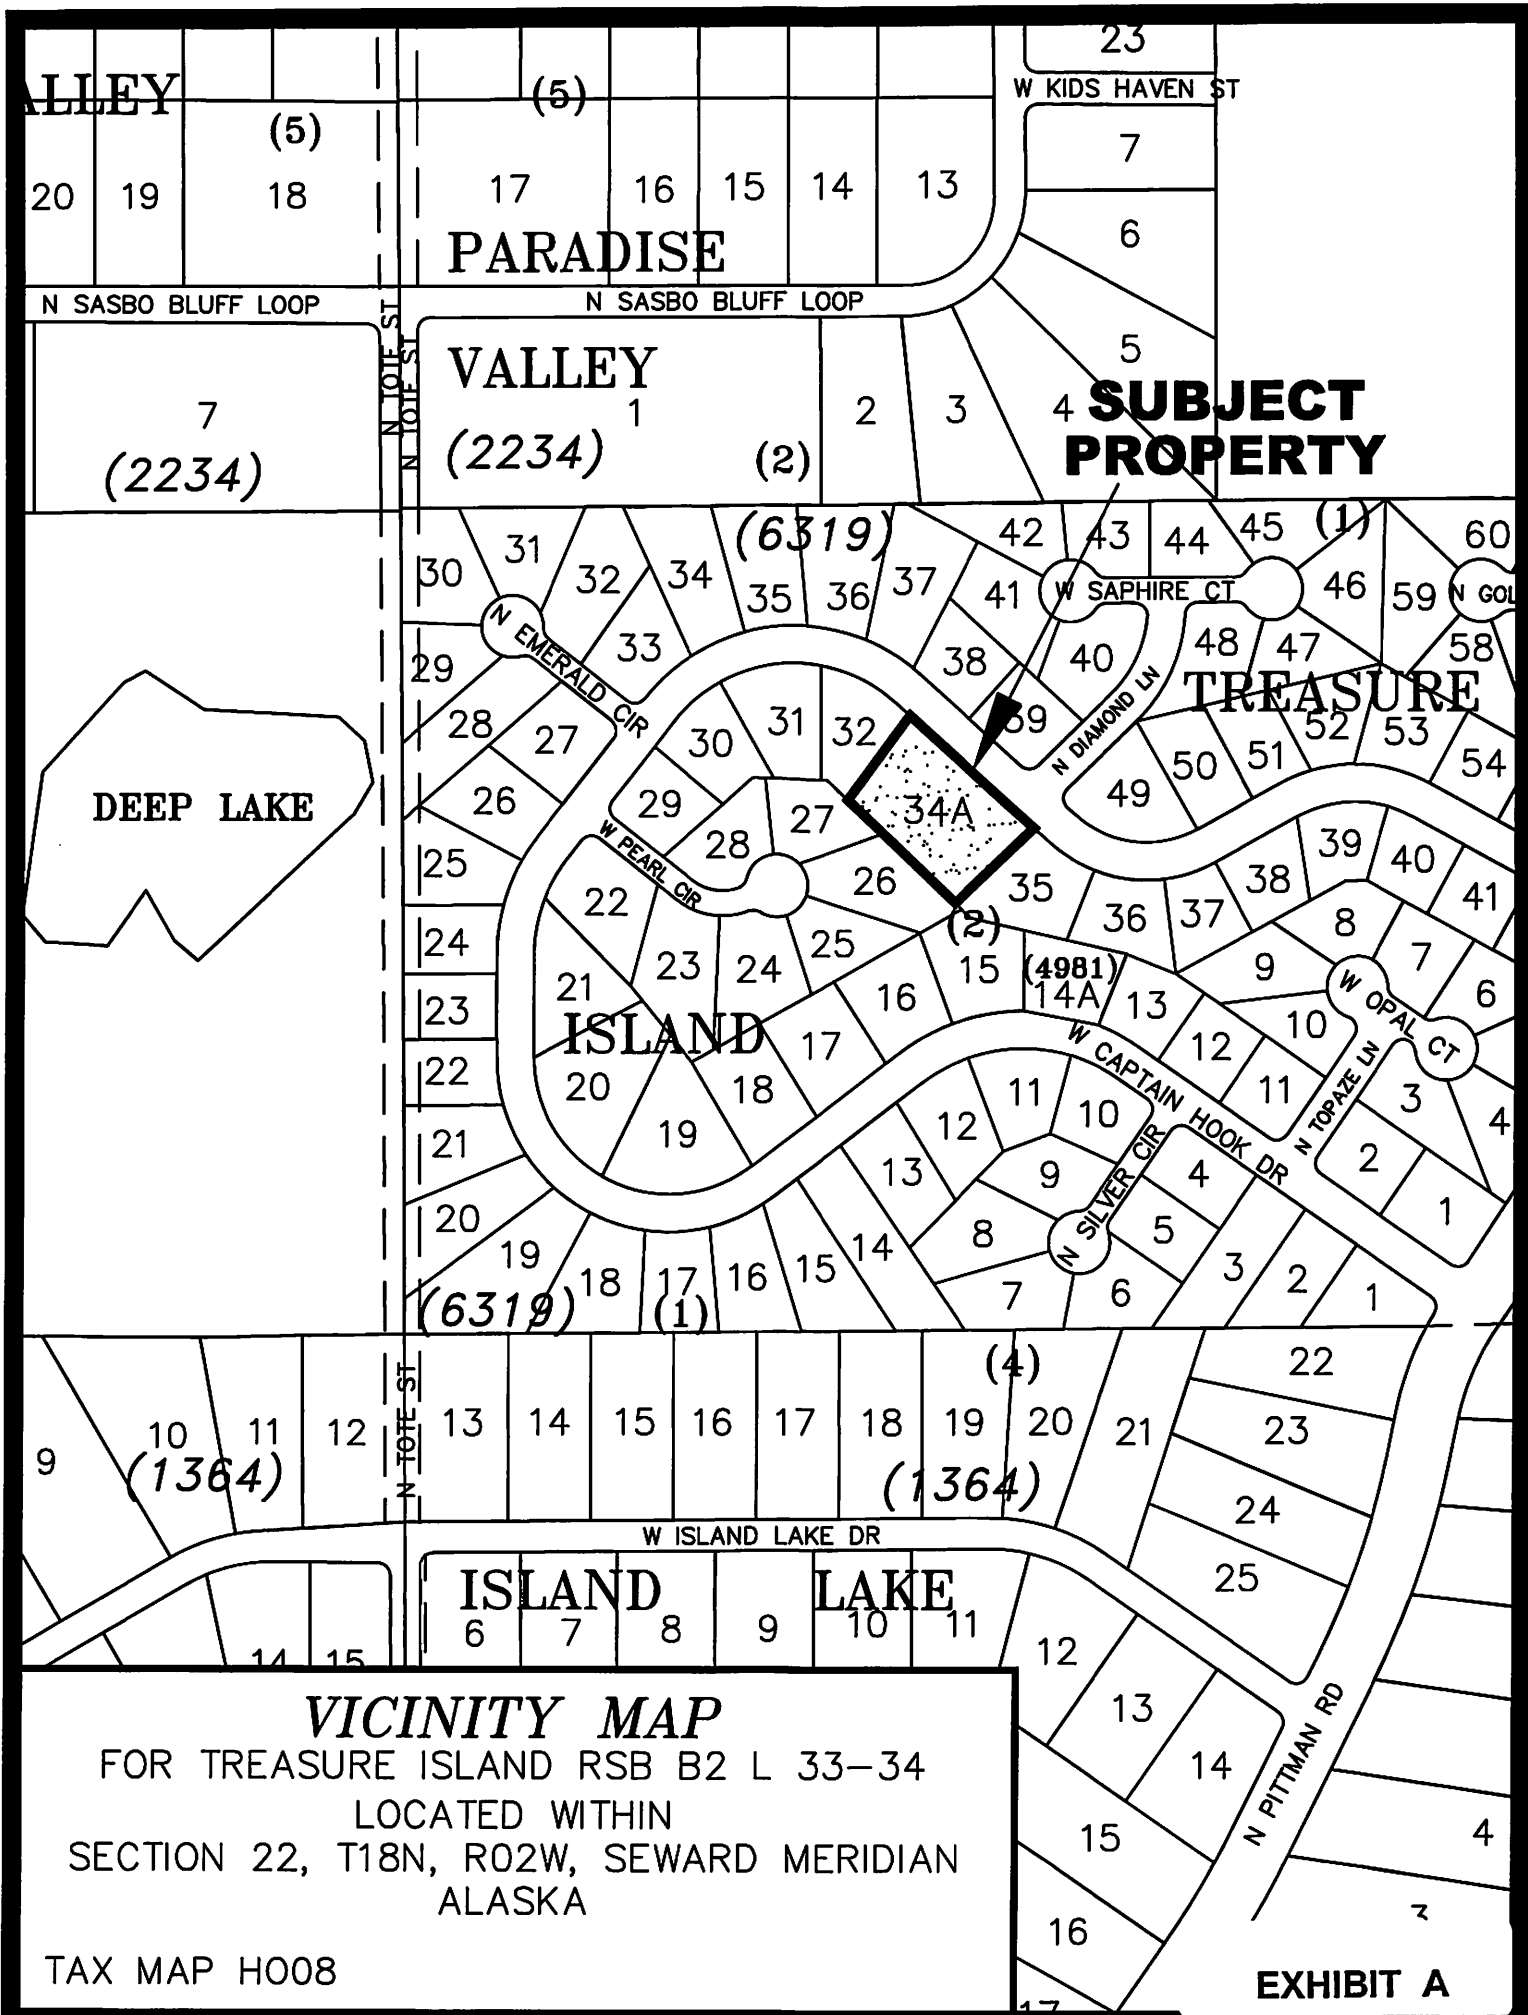 23
W KIDS HAVEN ST
ALLEY
(5)
(5)
7
20 19 18 17 16 15 14 13
6
PARADISE
N SASBO BLUFF LOOP
N SASBO BLUFF LOOP
N TOTE ST
N TOTE ST
VALLEY
5
7
1
2
3
4
SUBJECT
PROPERTY
(2234)
(2234)
(2)
(6319)
42 43 44 45 (1) 60
30 31 32 34 35 36 37 41
W SAPHIRE CT
46 59
N GOL
N EMERALD CIR
29 33 38 40 48 47 58
TREASURE
28 27 30 31 32 39
N DIAMOND LN
50 51 52 53 54
DEEP LAKE
26 29 27 34A 49
W PEARL CIR
28
25 22 26 35 38 39 40 41
36 37 8
24 23 24 25 (2)
15 (4981) 9 7
21 16 14A 13
W OPAL CT
6
23
ISLAND
17 12 10
W CAPTAIN HOOK DR
22 20 18 11 10 11
N TOPAZE LN
3 4
21 19 12 13 9
N SILVER CIR
4 2 1
20 19 8 5
18 17 16 15 14 7 6 3 2 1
(6319)
(1)
(4)
22
N TOTE ST
9 10 11 12 13 14 15 16 17 18 19 20 21 23
(1364)
(1364)
24
W ISLAND LAKE DR
25
ISLAND LAKE
6 7 8 9 10 11
14 15
12
13
14
N PITTMAN RD
VICINITY MAP
FOR TREASURE ISLAND RSB B2 L 33-34
LOCATED WITHIN
SECTION 22, T18N, R02W, SEWARD MERIDIAN
ALASKA
TAX MAP HO08
15
4
16
3
17
EXHIBIT A